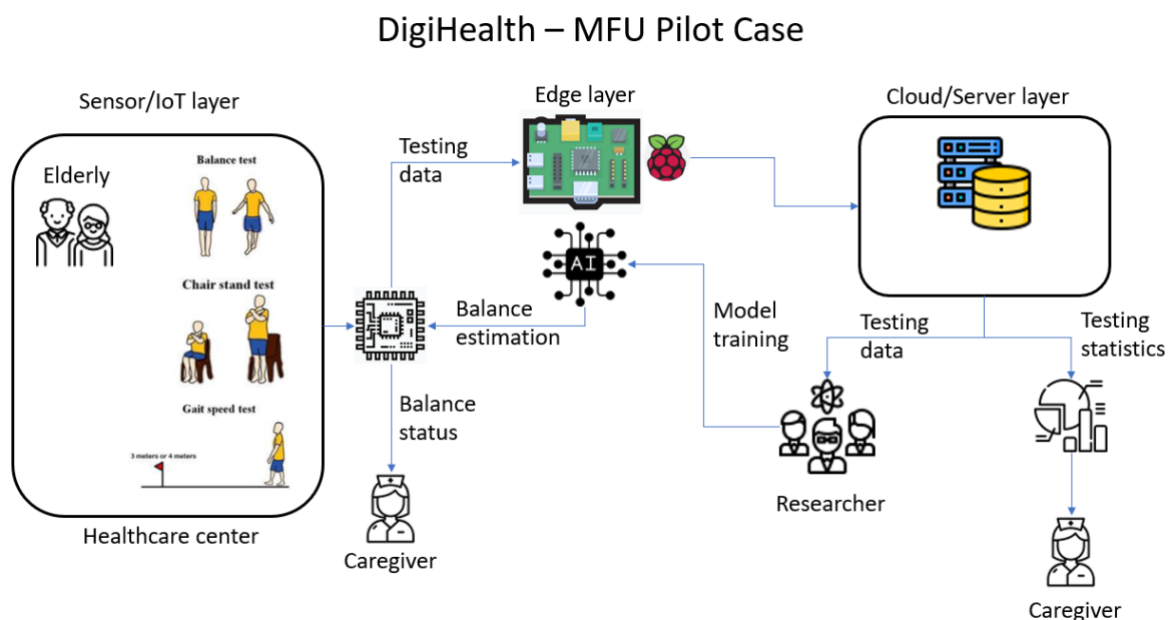 DigiHealth – MFU Pilot Case
Sensor/IoT layer
Elderly
Balance test
Chair stand test
Gait speed test
3 meters or 4 meters
Healthcare center
Testing
data
Edge layer
AI
Balance
estimation
Balance
status
Caregiver
Model
training
Cloud/Server layer
Testing
data
Testing
statistics
Researcher
Caregiver